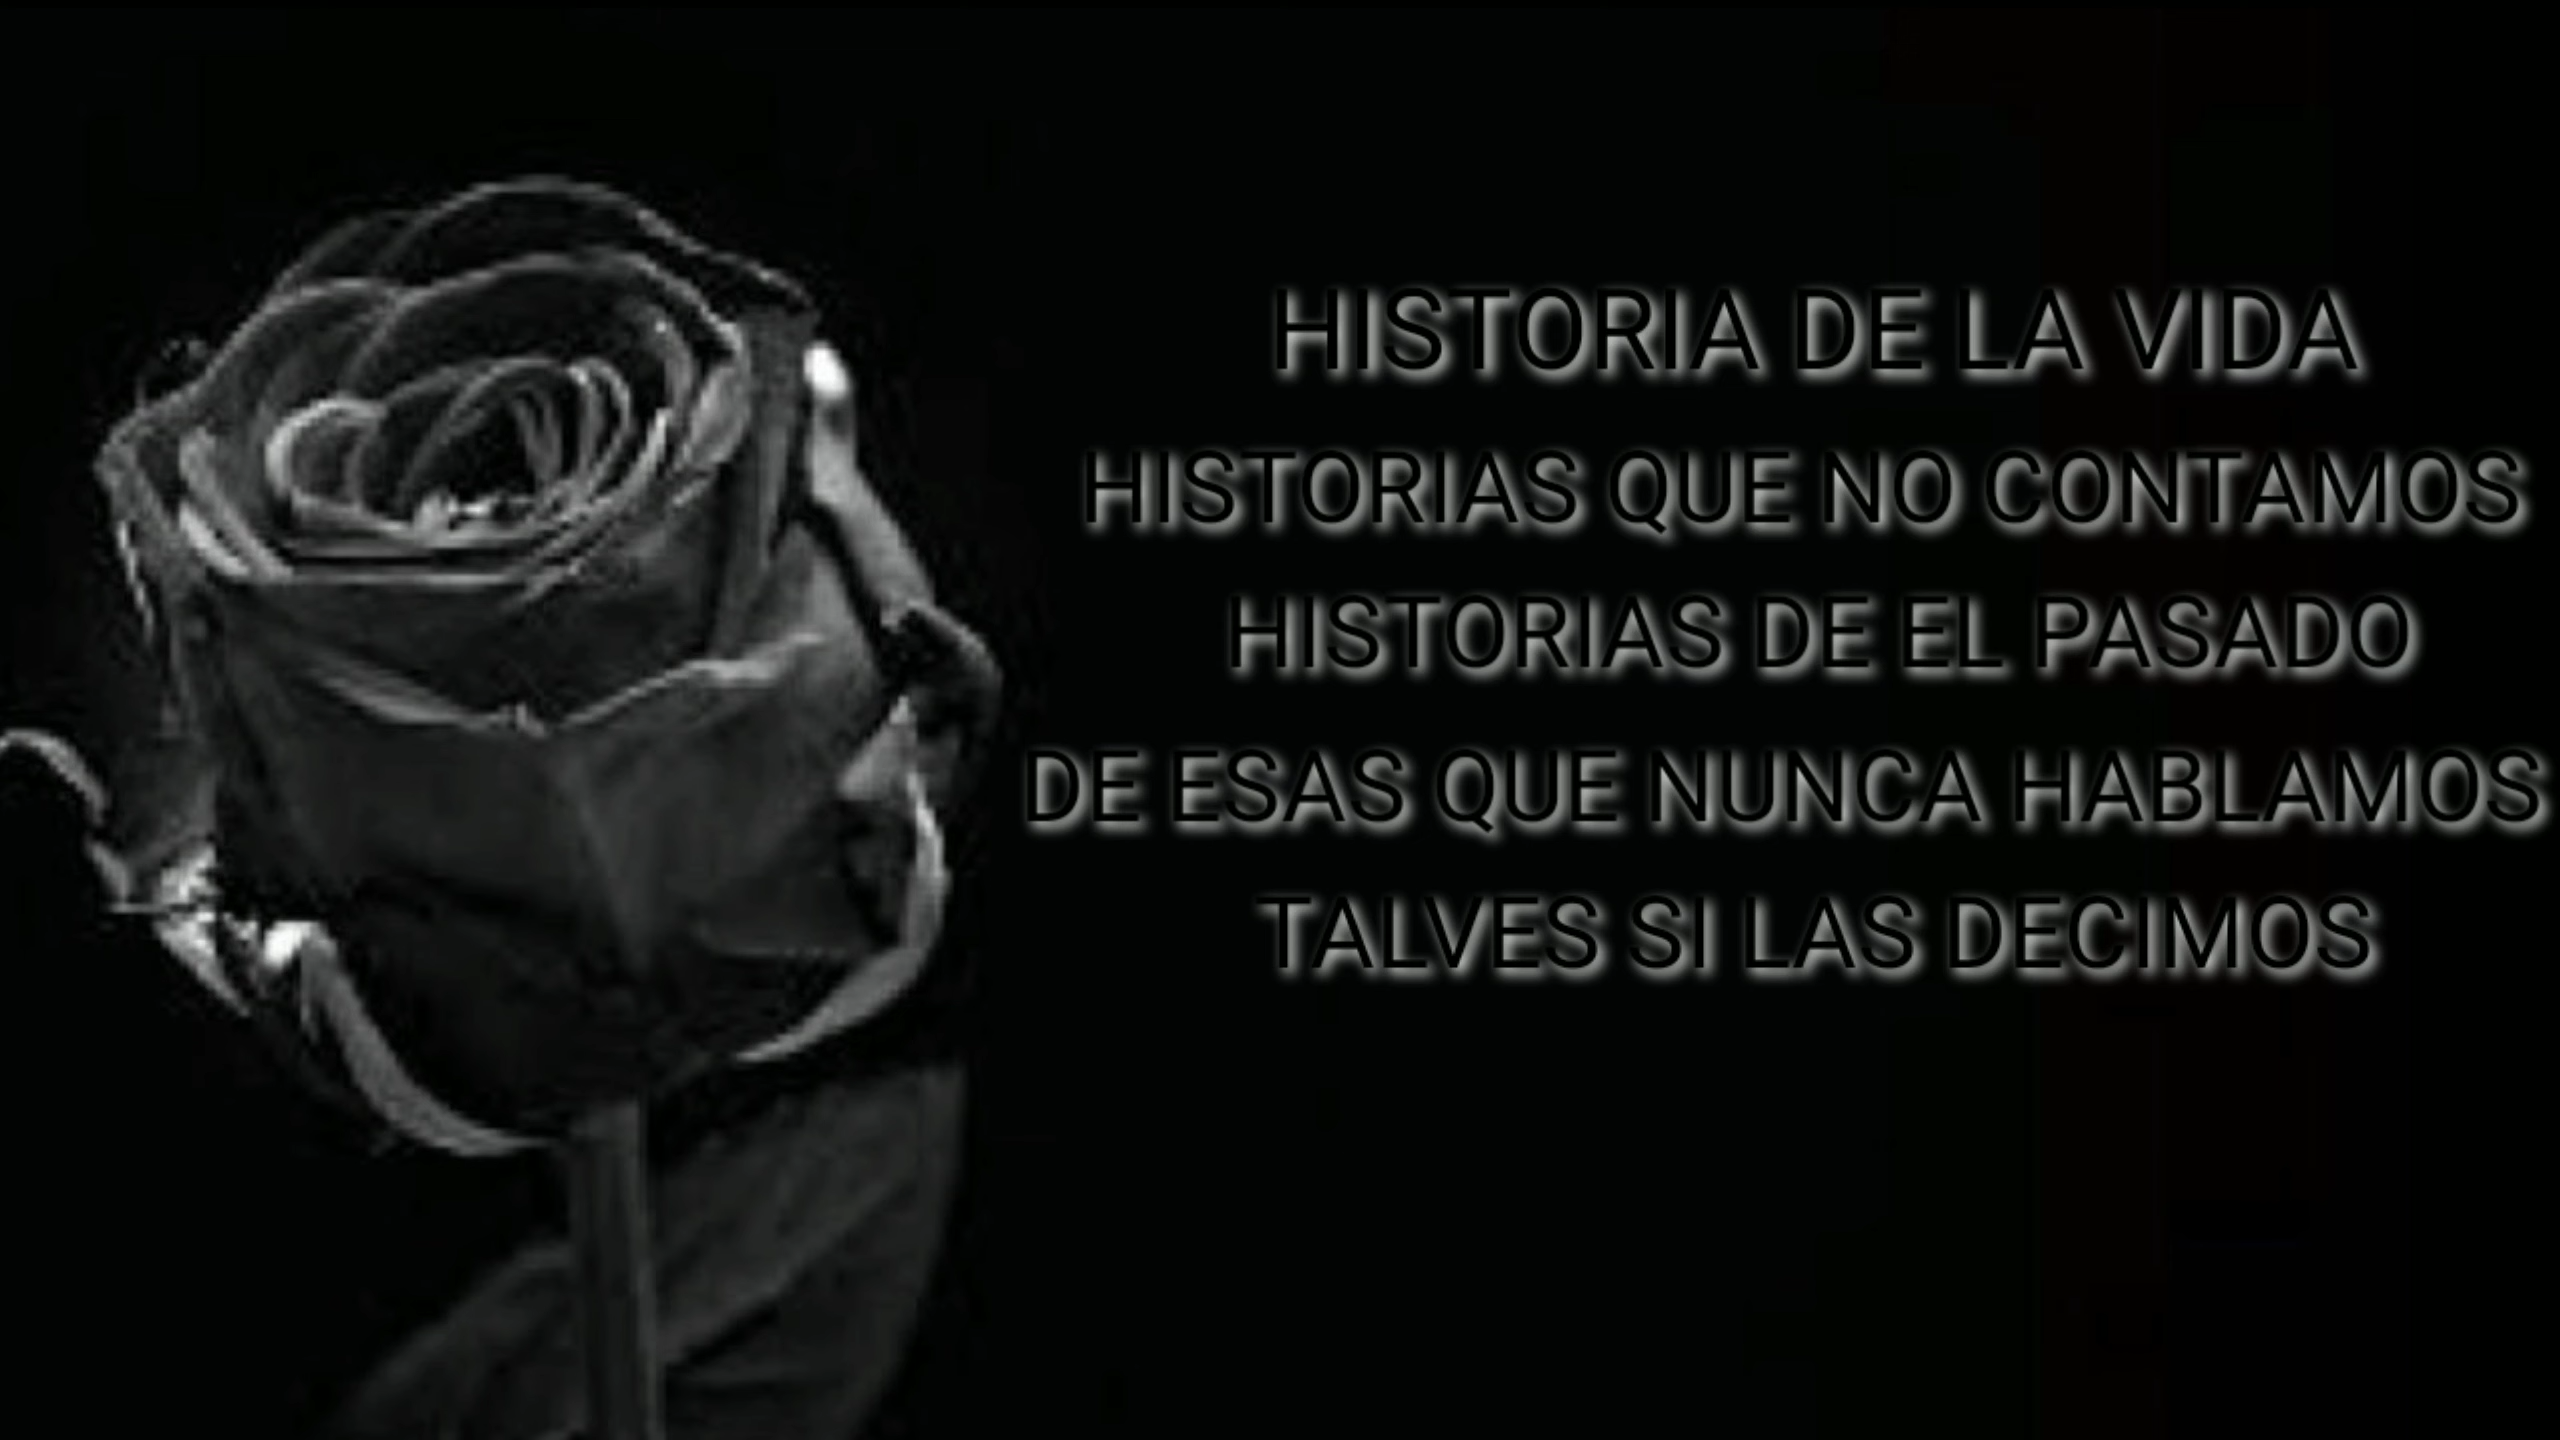 HISTORIA DE LA VIDA
HISTORIAS QUE NO CONTAMOS
HISTORIAS DE EL PASADO
DE ESAS QUE NUNCA HABLAMOS
TALVES SI LAS DECIMOS